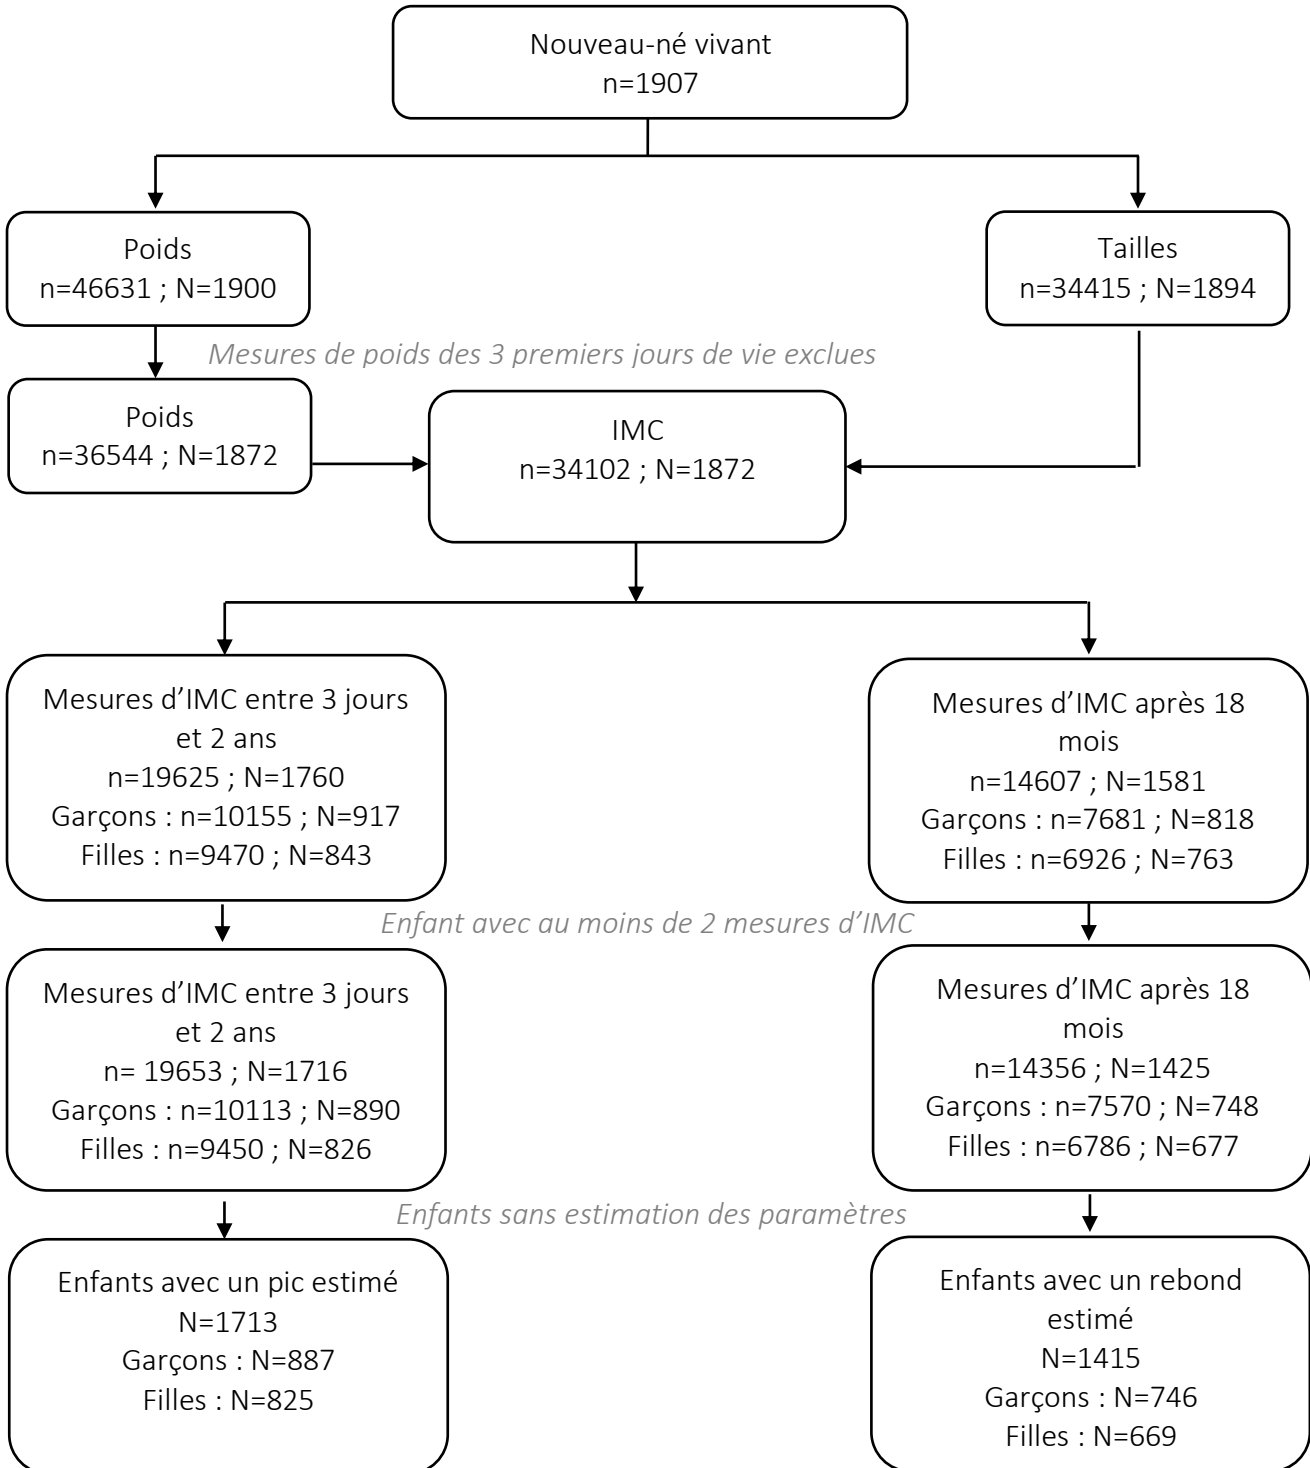 Nouveau-né vivant
n=1907
Poids
n=46631 ; N=1900
Tailles
n=34415 ; N=1894
Mesures de poids des 3 premiers jours de vie exclues
Poids
n=36544 ; N=1872
IMC
n=34102 ; N=1872
Mesures d’IMC entre 3 jours
et 2 ans
n=19625 ; N=1760
Garçons : n=10155 ; N=917
Filles : n=9470 ; N=843
Mesures d’IMC après 18
mois
n=14607 ; N=1581
Garçons : n=7681 ; N=818
Filles : n=6926 ; N=763
Enfant avec au moins de 2 mesures d’IMC
Mesures d’IMC entre 3 jours
et 2 ans
n= 19653 ; N=1716
Garçons : n=10113 ; N=890
Filles : n=9450 ; N=826
Mesures d’IMC après 18
mois
n=14356 ; N=1425
Garçons : n=7570 ; N=748
Filles : n=6786 ; N=677
Enfants sans estimation des paramètres
Enfants avec un pic estimé
N=1713
Garçons : N=887
Filles : N=825
Enfants avec un rebond
estimé
N=1415
Garçons : N=746
Filles : N=669